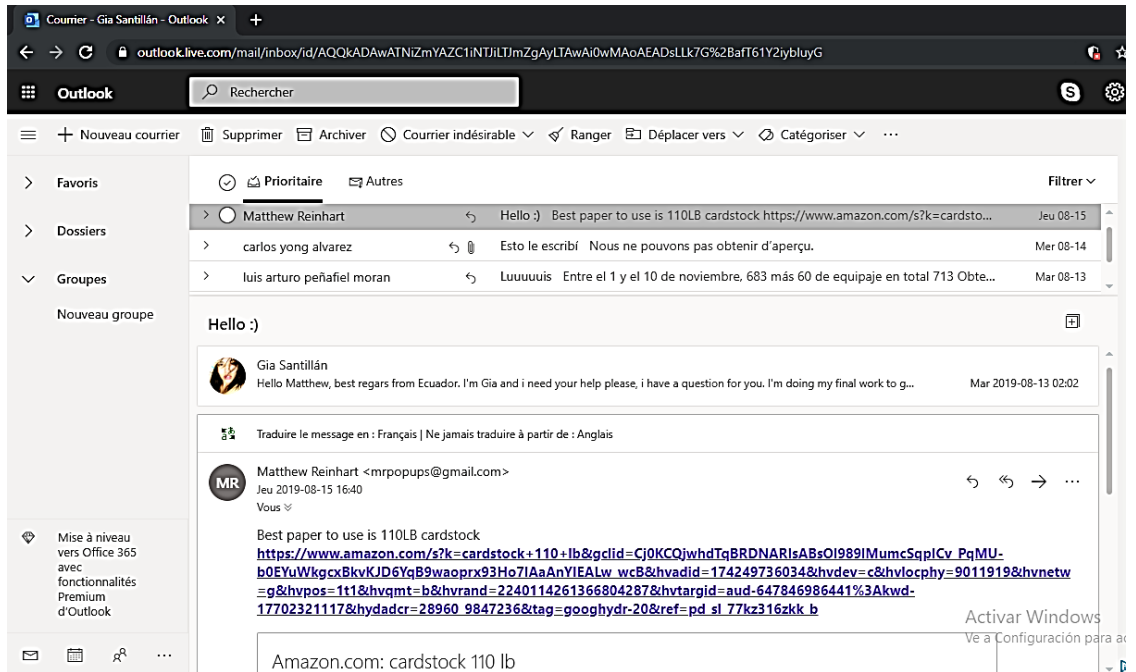 Courrier - Gia Santillán - Outlook
outlook.live.com/mail/inbox/id/AQQkADAwATNiZmYAZC1iNTJiLTJmZgAyLTAwAi0wMAoAEADsLLk7G%2BafT61Y2iybluyG
Outlook
Rechercher
Nouveau courrier Supprimer Archiver Courrier indésirable Ranger Déplacer vers Catégoriser ...
Favoris
Dossiers
Groupes
Nouveau groupe
Prioritaire Autres Filtrer
Matthew Reinhart Hello :) Best paper to use is 110LB cardstock https://www.amazon.com/s?k=cardsto... Jeu 08-15
carlos yong alvarez Esto le escribí Nous ne pouvons pas obtenir d'aperçu. Mer 08-14
luis arturo peñafiel moran Luuuuuis Entre el 1 y el 10 de noviembre, 683 más 60 de equipaje en total 713 Obte... Mar 08-13
Hello :)
Gia Santillán
Hello Matthew, best regars from Ecuador. I'm Gia and i need your help please, i have a question for you. I'm doing my final work to g... Mar 2019-08-13 02:02
Traduire le message en : Français | Ne jamais traduire à partir de : Anglais
MR
Matthew Reinhart <mrpopups@gmail.com>
Jeu 2019-08-15 16:40
Vous
Best paper to use is 110LB cardstock
https://www.amazon.com/s?k=cardstock+110+lb&gclid=Cj0KCQjwhdTqBRDNARIsABsOl989lMumcSqpICv_PqMU-
b0EYuWkgcxBkvKJD6YqB9waoprx93Ho7IAaAnYIEALw_wcB&hvadid=174249736034&hvdev=c&hvlocphy=9011919&hvnetw
=g&hvpos=1t1&hvqmt=b&hvrand=2240114261366804287&hvtargid=aud-647846986441%3Akwd-
17702321117&hydadcr=28960_9847236&tag=googhydr-20&ref=pd_sl_77kz316zkk_b
Amazon.com: cardstock 110 lb
Mise à niveau
vers Office 365
avec
fonctionnalités
Premium
d'Outlook
Activar Windows
Ve a Configuración para